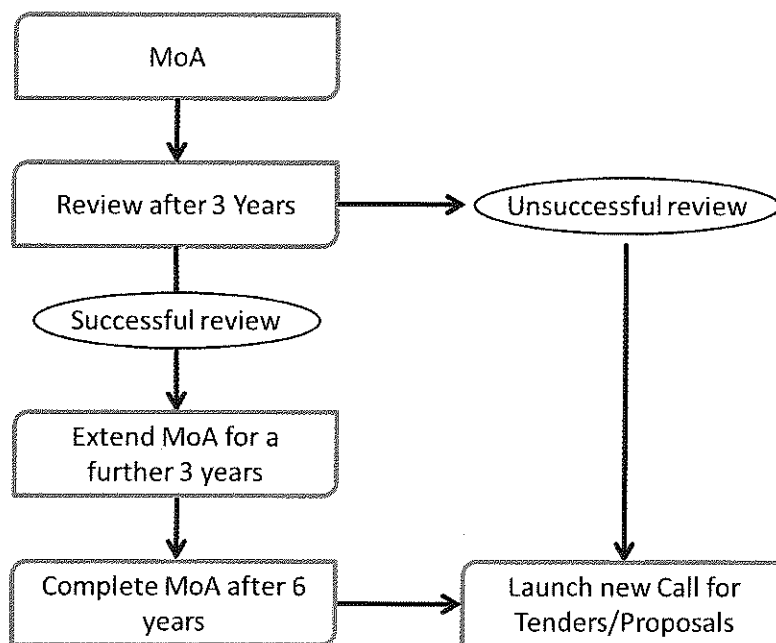 MoA
Review after 3 Years
Unsuccessful review
Successful review
Extend MoA for a
further 3 years
Complete MoA after 6
years
Launch new Call for
Tenders/Proposals